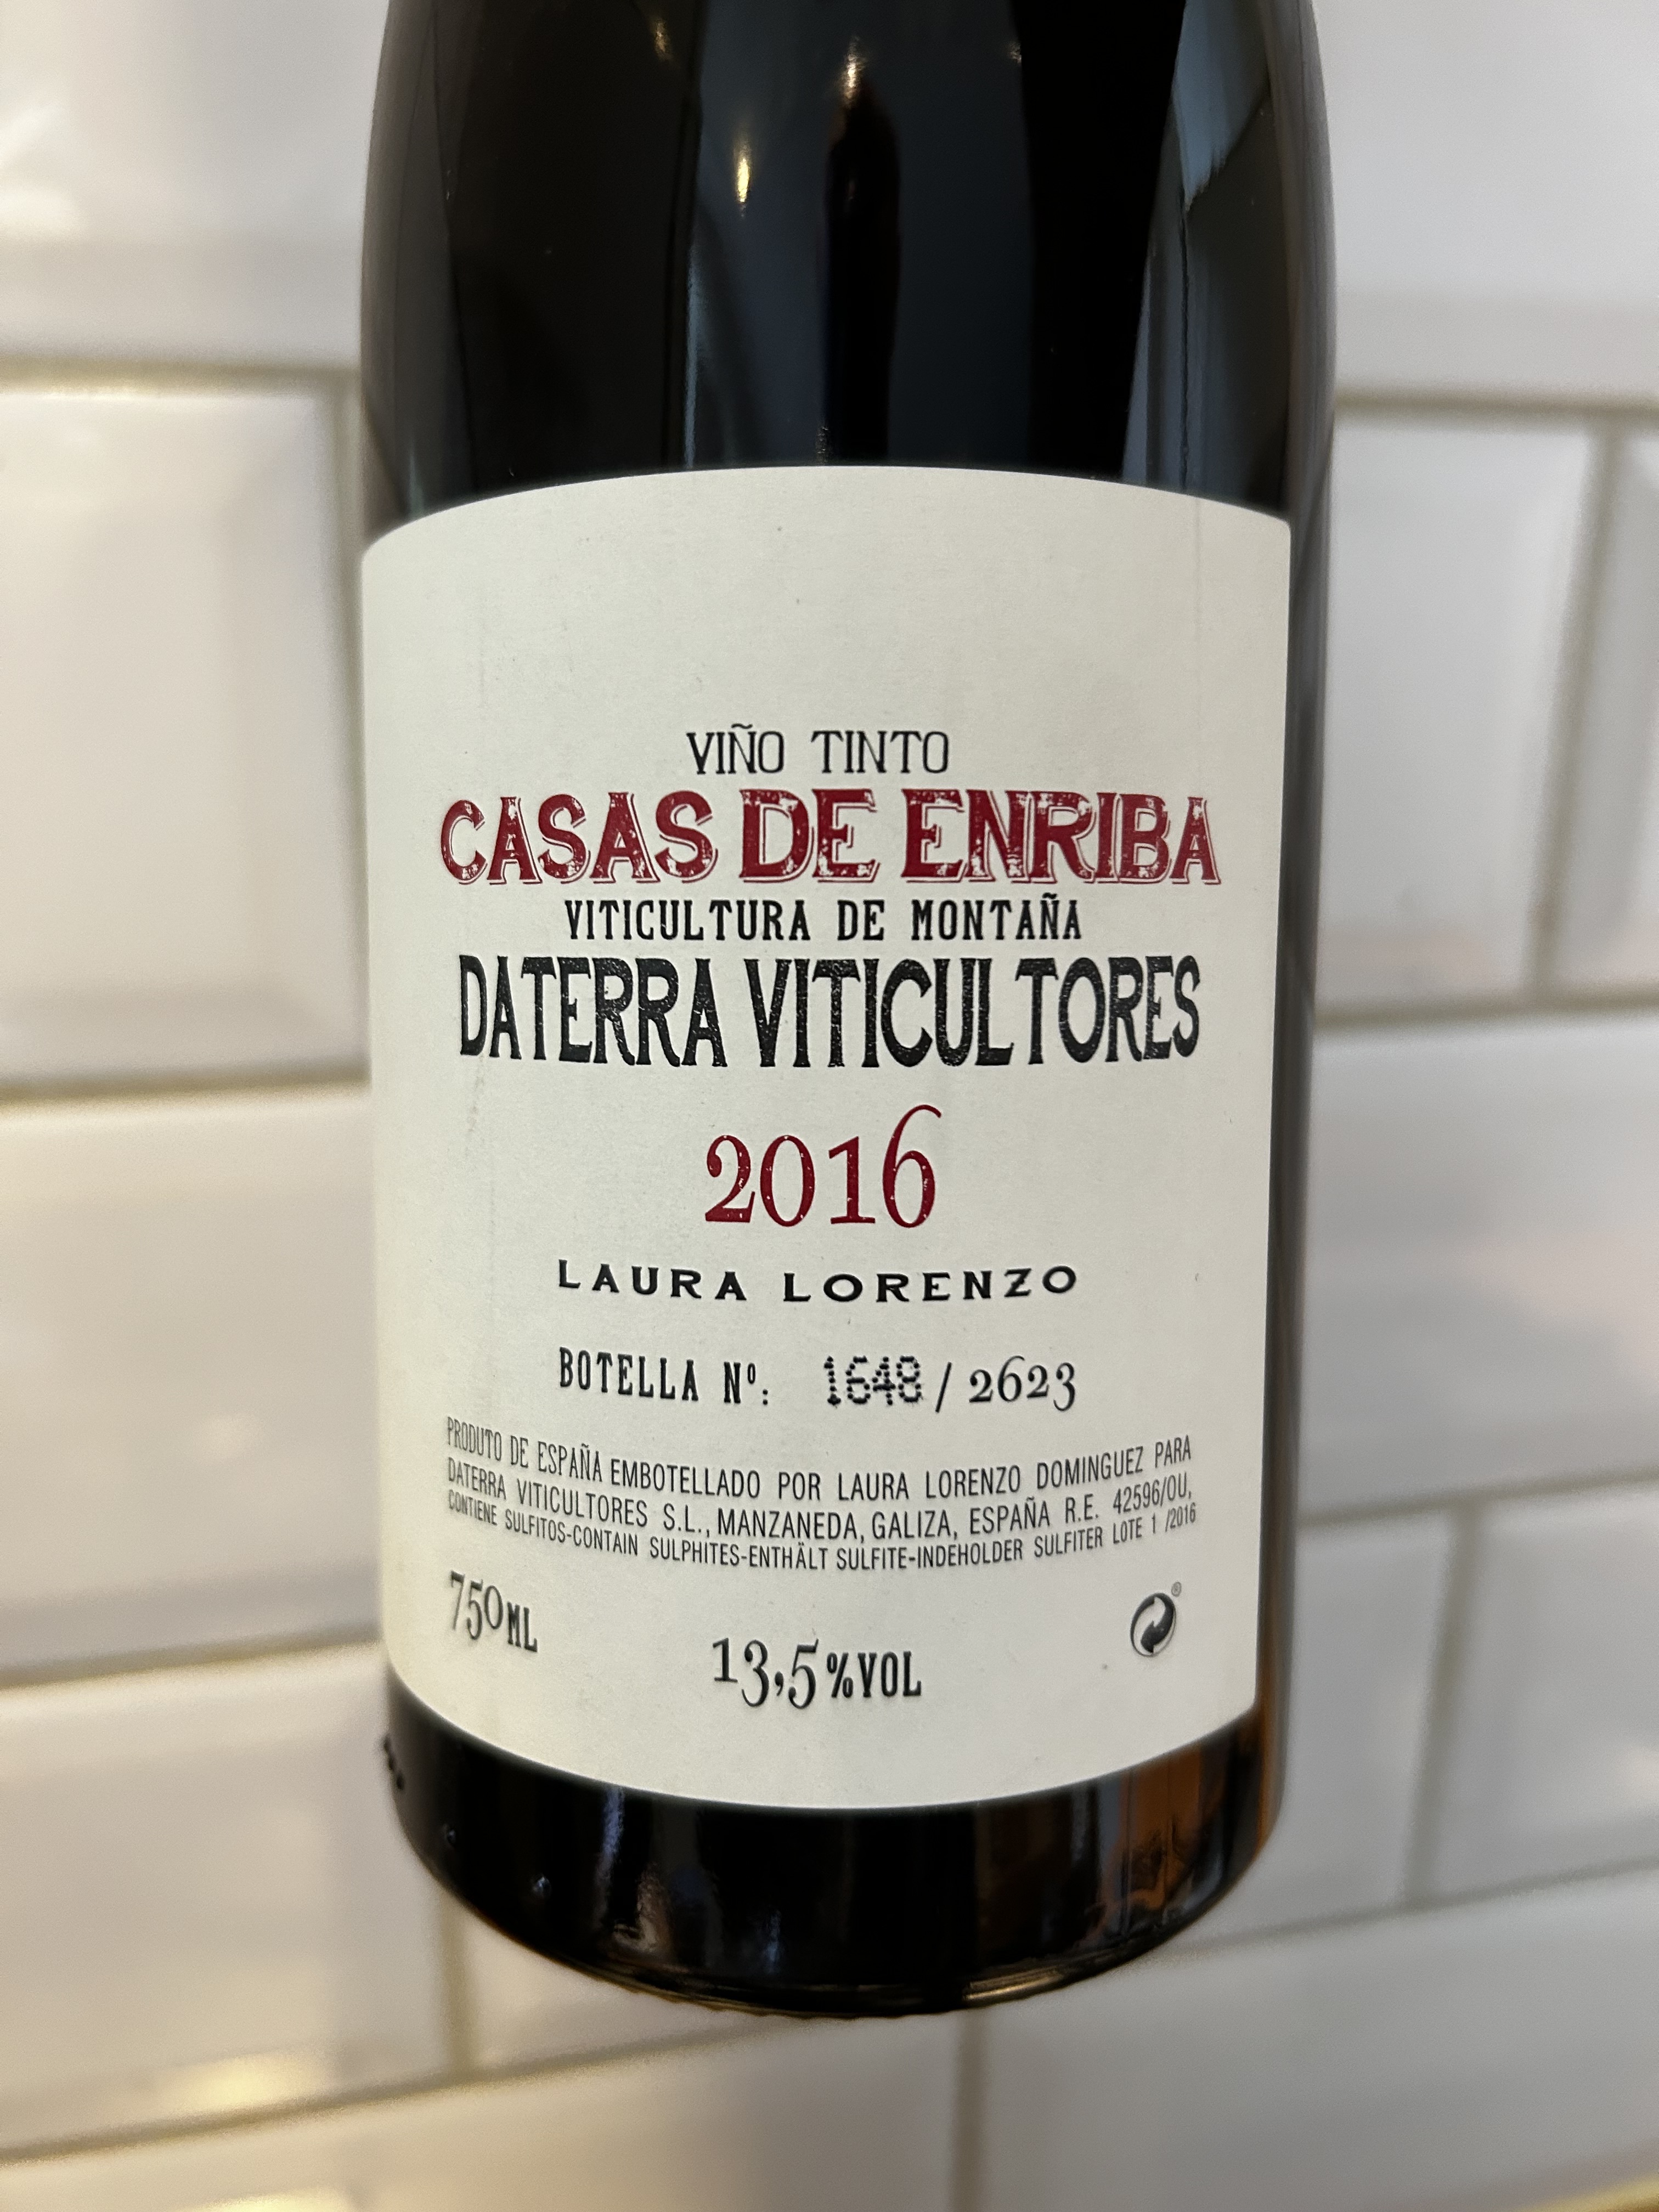 VIÑO TINTO
CASAS DE ENRIBA
VITICULTURA DE MONTAÑA
DATERRA VITICULTORES
2016
LAURA LORENZO
BOTELLA Nº: 1648 / 2623
PRODUTO DE ESPAÑA EMBOTELLADO POR LAURA LORENZO DOMINGUEZ PARA
DATERRA VITICULTORES S.L., MANZANEDA, GALIZA, ESPAÑA R.E. 42596/OU,
CONTIENE SULFITOS-CONTAIN SULPHITES-ENTHÄLT SULFITE-INDEHOLDER SULFITER LOTE 1 /2016
750ML
13,5%VOL
®